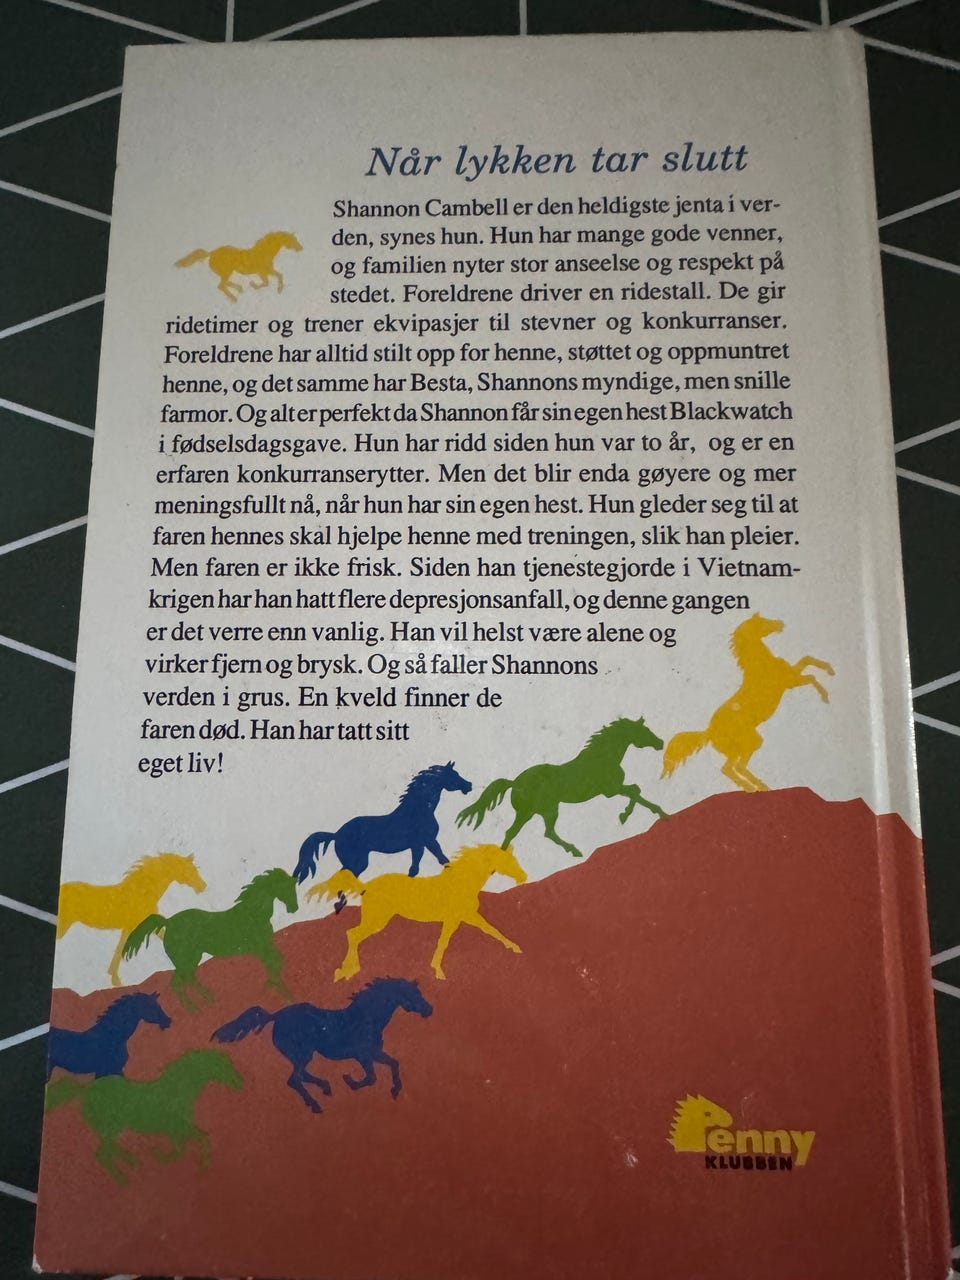 Når lykken tar slutt
Shannon Cambell er den heldigste jenta i ver-
den, synes hun. Hun har mange gode venner,
og familien nyter stor anseelse og respekt på
stedet. Foreldrene driver en ridestall. De gir
ridetimer og trener ekvipasjer til stevner og konkurranser.
Foreldrene har alltid stilt opp for henne, støttet og oppmuntret
henne, og det samme har Besta, Shannons myndige, men snille
farmor. Og alt er perfekt da Shannon får sin egen hest Blackwatch
i fødselsdagsgave. Hun har ridd siden hun var to år, og er en
erfaren konkurranserytter. Men det blir enda gøyere og mer
meningsfullt nå, når hun har sin egen hest. Hun gleder seg til at
faren hennes skal hjelpe henne med treningen, slik han pleier.
Men faren er ikke frisk. Siden han tjenestegjorde i Vietnam-
krigen har han hatt flere depresjonsanfall, og denne gangen
er det verre enn vanlig. Han vil helst være alene og
virker fjern og brysk. Og så faller Shannons
verden i grus. En kveld finner de
faren død. Han har tatt sitt
eget liv!
Penny
KLUBBEN